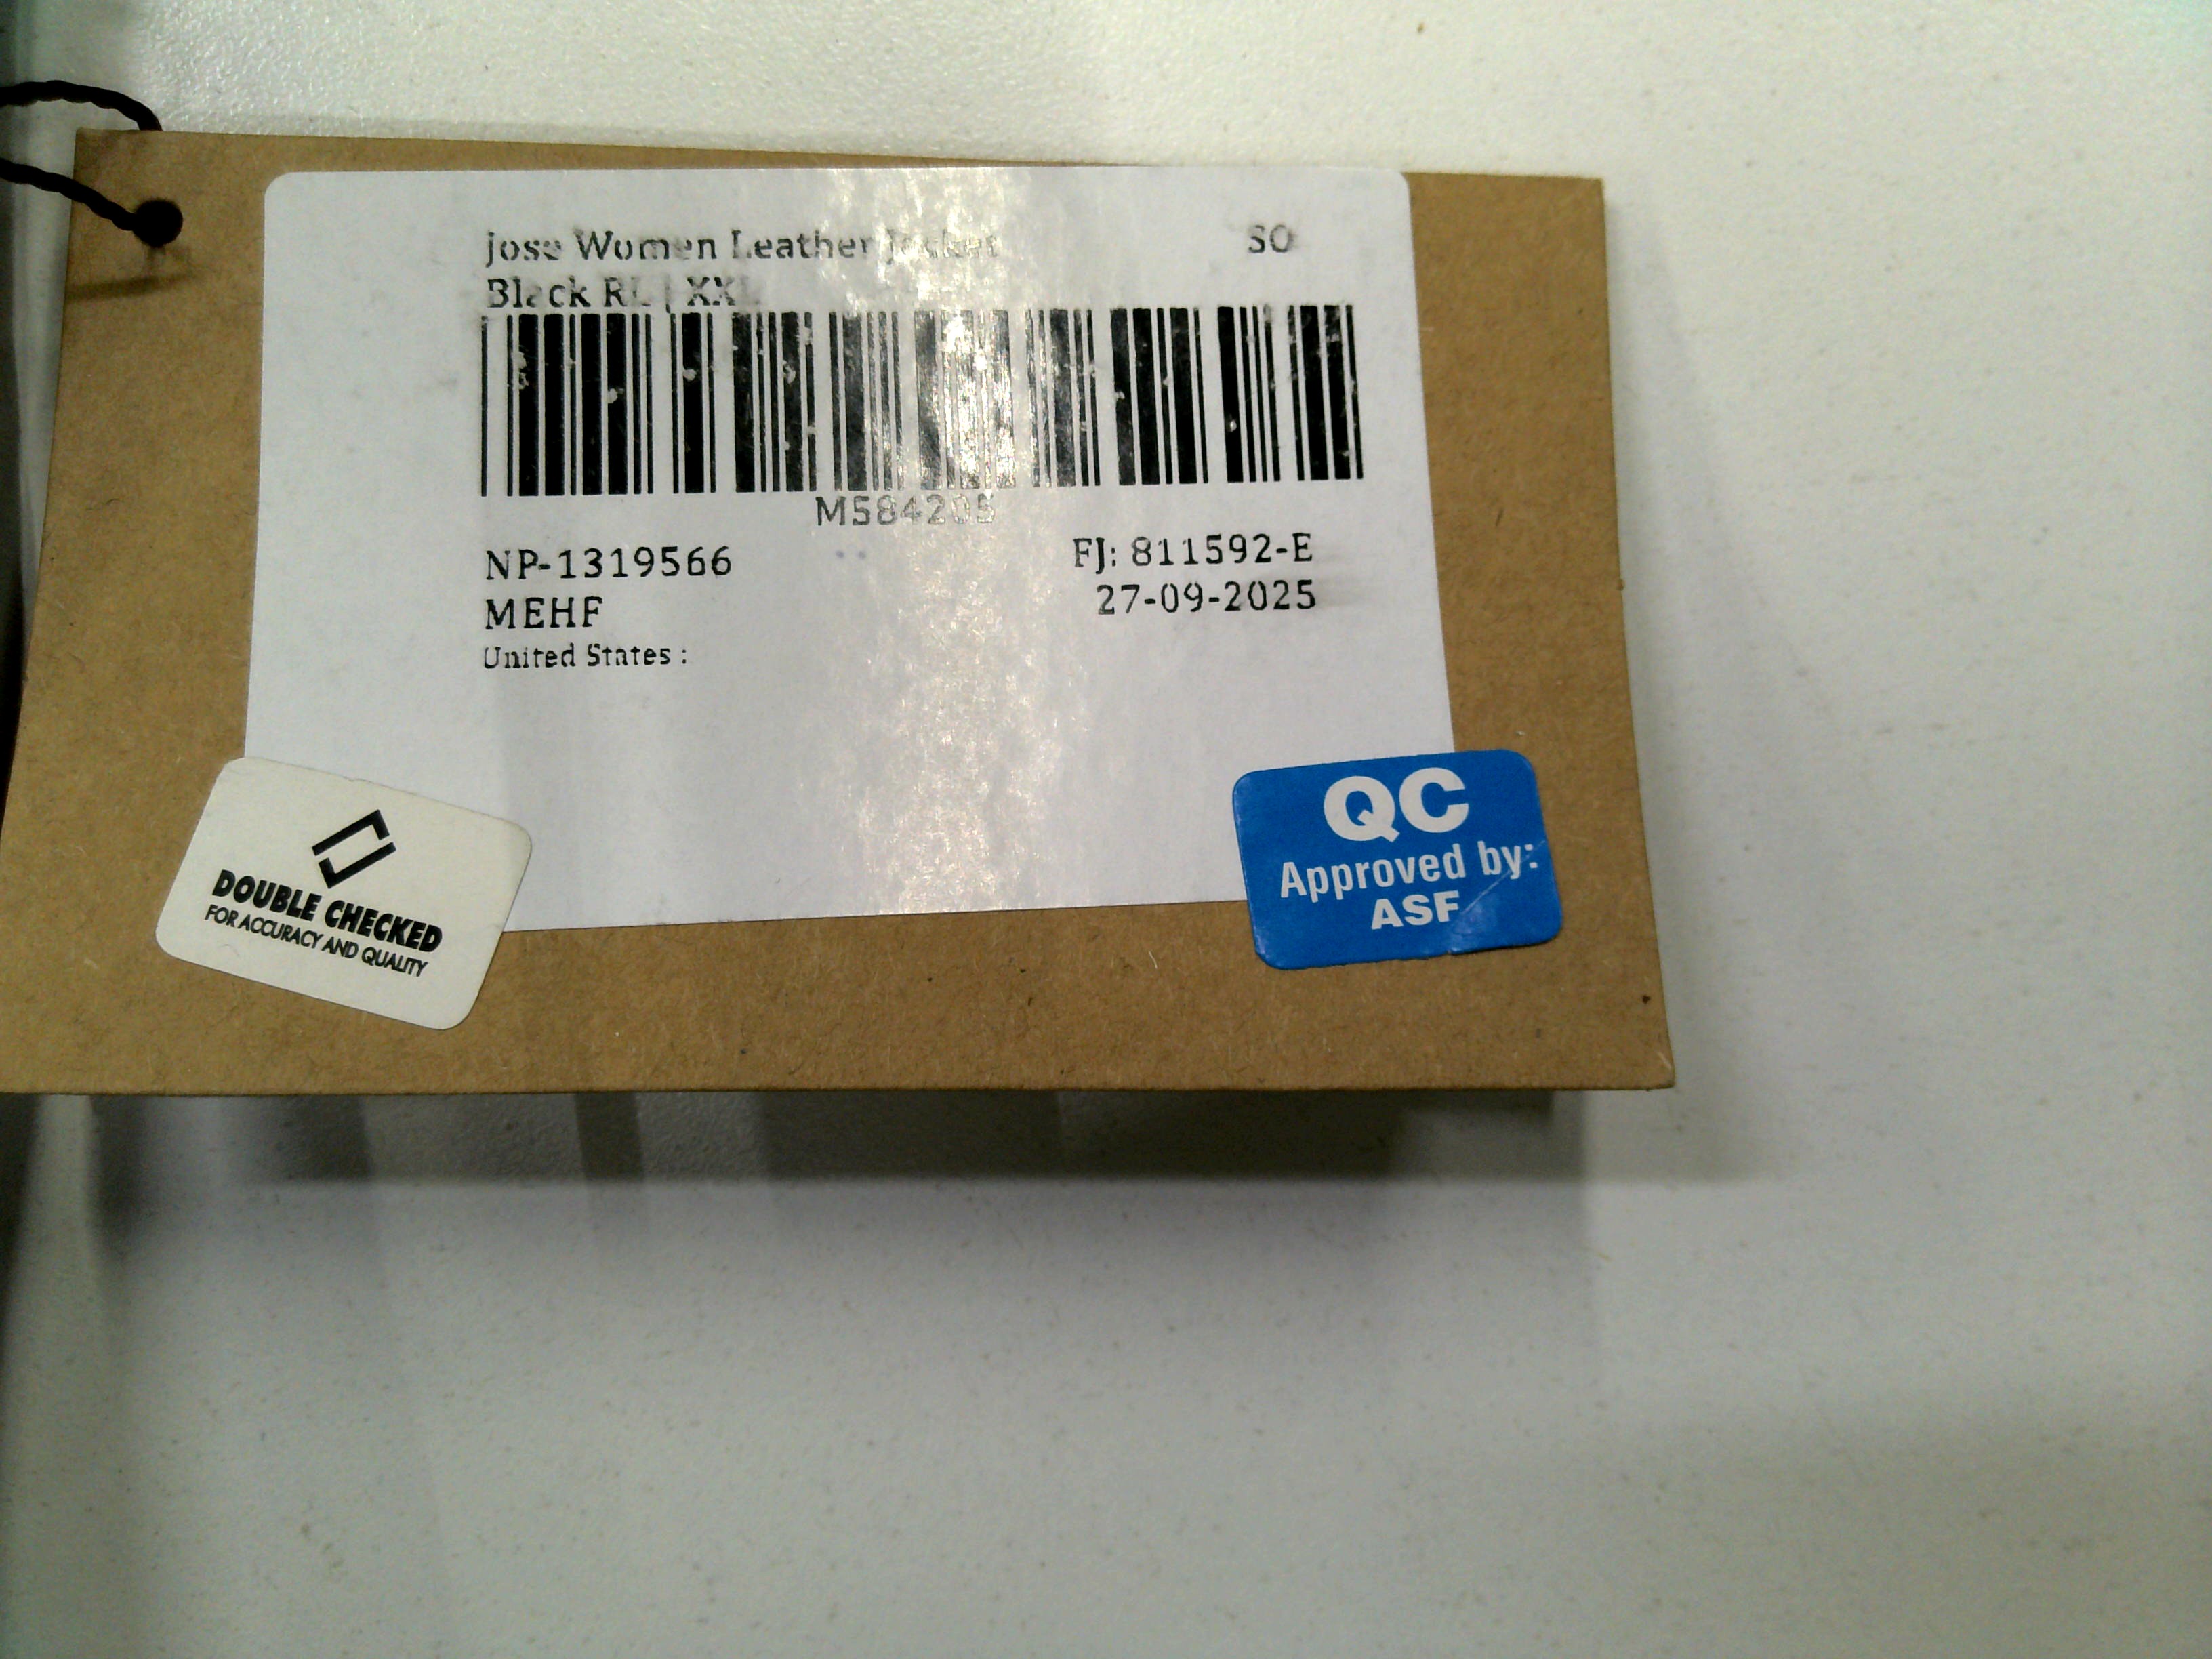 Jose Women Leather Jacket SO
Black RL | XXL
M584205
NP-1319566 FJ: 811592-E
MEHF 27-09-2025
United States :
DOUBLE CHECKED
FOR ACCURACY AND QUALITY
QC
Approved by:
ASF